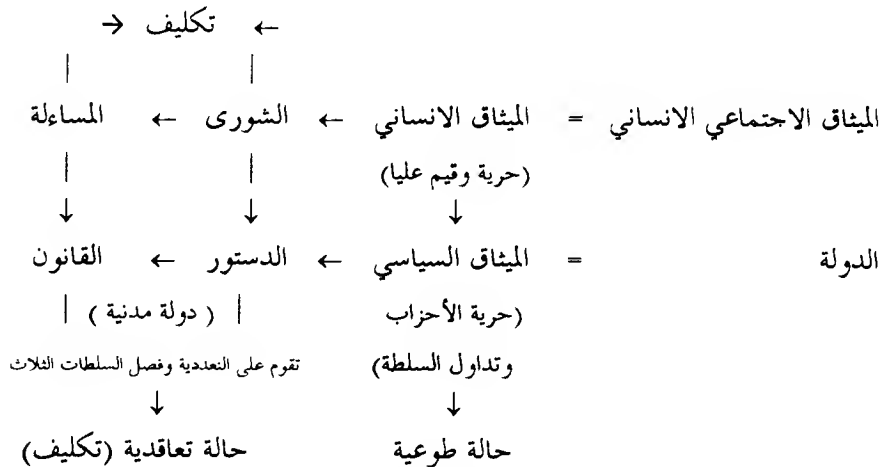 ← تكليف →
الميثاق الاجتماعي الانساني = الميثاق الانساني ← الشورى ← المساءلة
(حرية وقيم عليا)
الدولة = الميثاق السياسي ← الدستور ← القانون
(حرية الأحزاب ( دولة مدنية )
وتداول السلطة) تقوم على التعددية وفصل السلطات الثلاث
حالة طوعية حالة تعاقدية (تكليف)